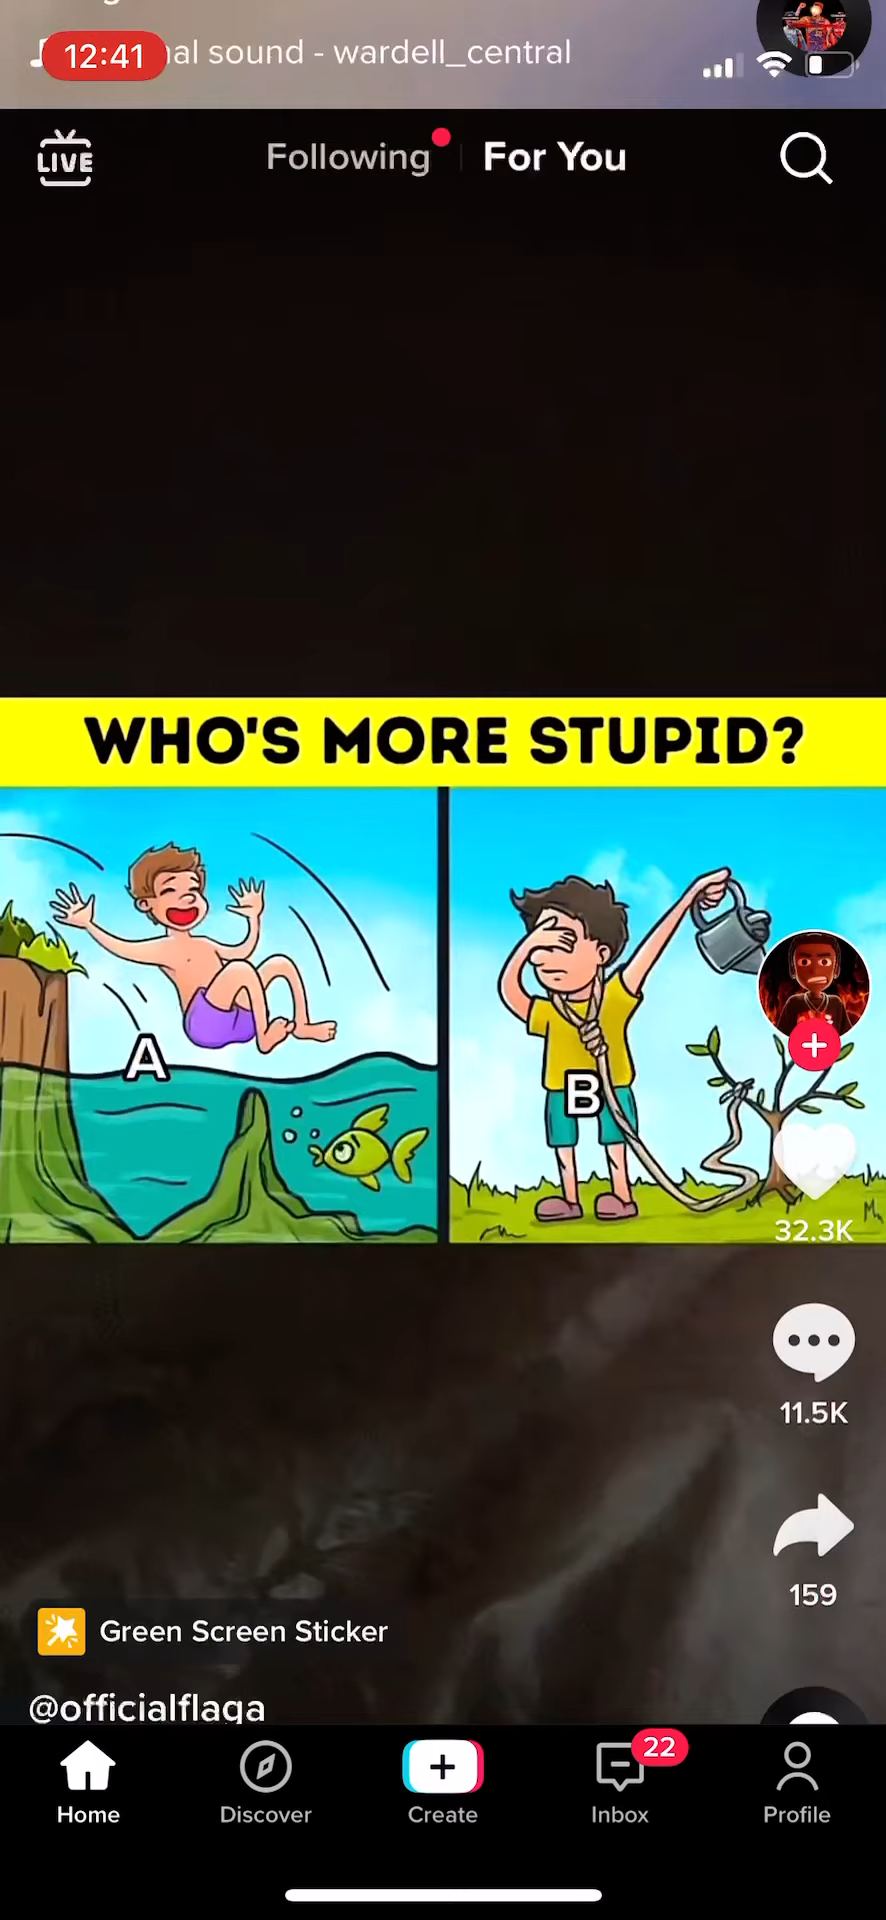 12:41
al sound - wardell_central
LIVE
Following
For You
WHO'S MORE STUPID?
A
B
32.3K
11.5K
159
Green Screen Sticker
@officialflaga
Home
Discover
Create
22
Inbox
Profile